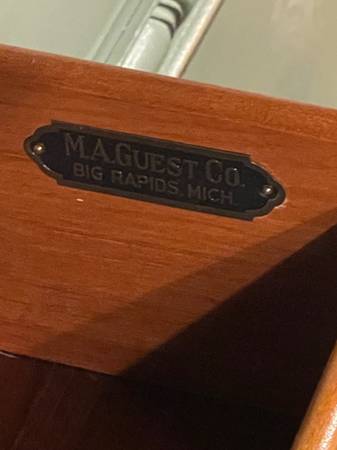 M.A.GUEST CO.
BIG RAPIDS, MICH.